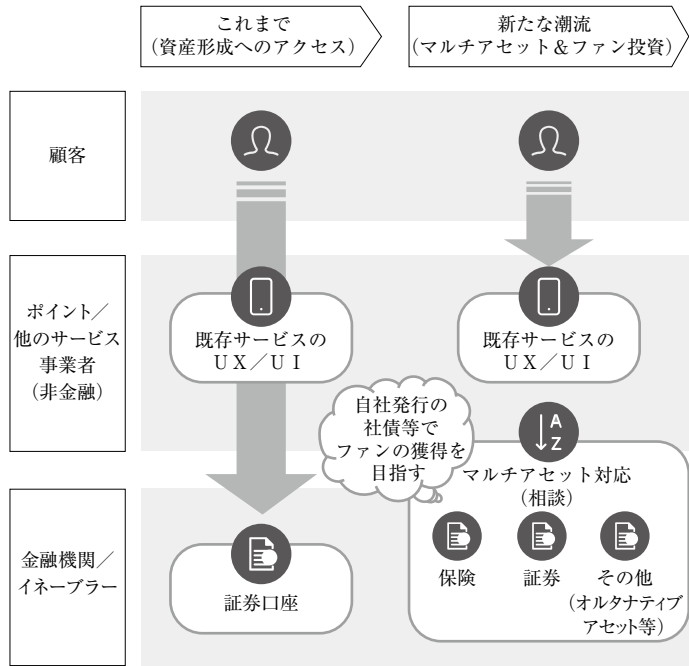 これまで
（資産形成へのアクセス）
新たな潮流
（マルチアセット＆ファン投資）
顧客
ポイント／
他のサービス
事業者
（非金融）
既存サービスの
ＵＸ／ＵＩ
既存サービスの
ＵＸ／ＵＩ
自社発行の
社債等で
ファンの獲得を
目指す
A
Z
マルチアセット対応
（相談）
金融機関／
イネーブラー
証券口座
保険
証券
その他
（オルタナティブ
アセット等）